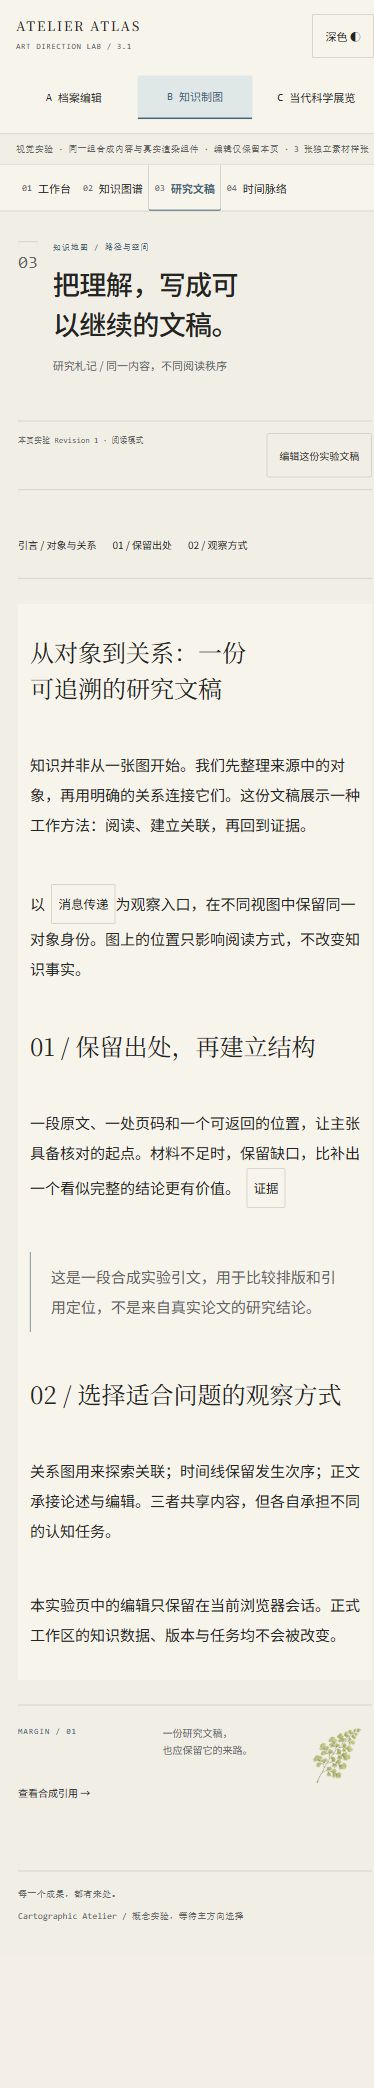 ATELIER ATLAS
ART DIRECTION LAB / 3.1
深色
A 档案编辑
B 知识制图
C 当代科学展览
视觉实验 · 同一组合成内容与真实渲染组件 · 编辑仅保留本页 · 3 张独立素材样张
01 工作台
02 知识图谱
03 研究文稿
04 时间脉络
03
知识地图 / 路径与空间
把理解，写成可
以继续的文稿。
研究札记 / 同一内容，不同阅读秩序
本页实验 Revision 1 · 阅读模式
编辑这份实验文稿
引言 / 对象与关系
01 / 保留出处
02 / 观察方式
从对象到关系：一份
可追溯的研究文稿
知识并非从一张图开始。我们先整理来源中的对
象，再用明确的关系连接它们。这份文稿展示一种
工作方法：阅读、建立关联，再回到证据。
以 消息传递 为观察入口，在不同视图中保留同一
对象身份。图上的位置只影响阅读方式，不改变知
识事实。
01 / 保留出处，再建立结构
一段原文、一处页码和一个可返回的位置，让主张
具备核对的起点。材料不足时，保留缺口，比补出
一个看似完整的结论更有价值。 证据
这是一段合成实验引文，用于比较排版和引
用定位，不是来自真实论文的研究结论。
02 / 选择适合问题的观察方式
关系图用来探索关联；时间线保留发生次序；正文
承接论述与编辑。三者共享内容，但各自承担不同
的认知任务。
本实验页中的编辑只保留在当前浏览器会话。正式
工作区的知识数据、版本与任务均不会被改变。
MARGIN / 01
一份研究文稿，
也应保留它的来路。
查看合成引用 →
每一个成果，都有来处。
Cartographic Atelier / 概念实验，等待主方向选择